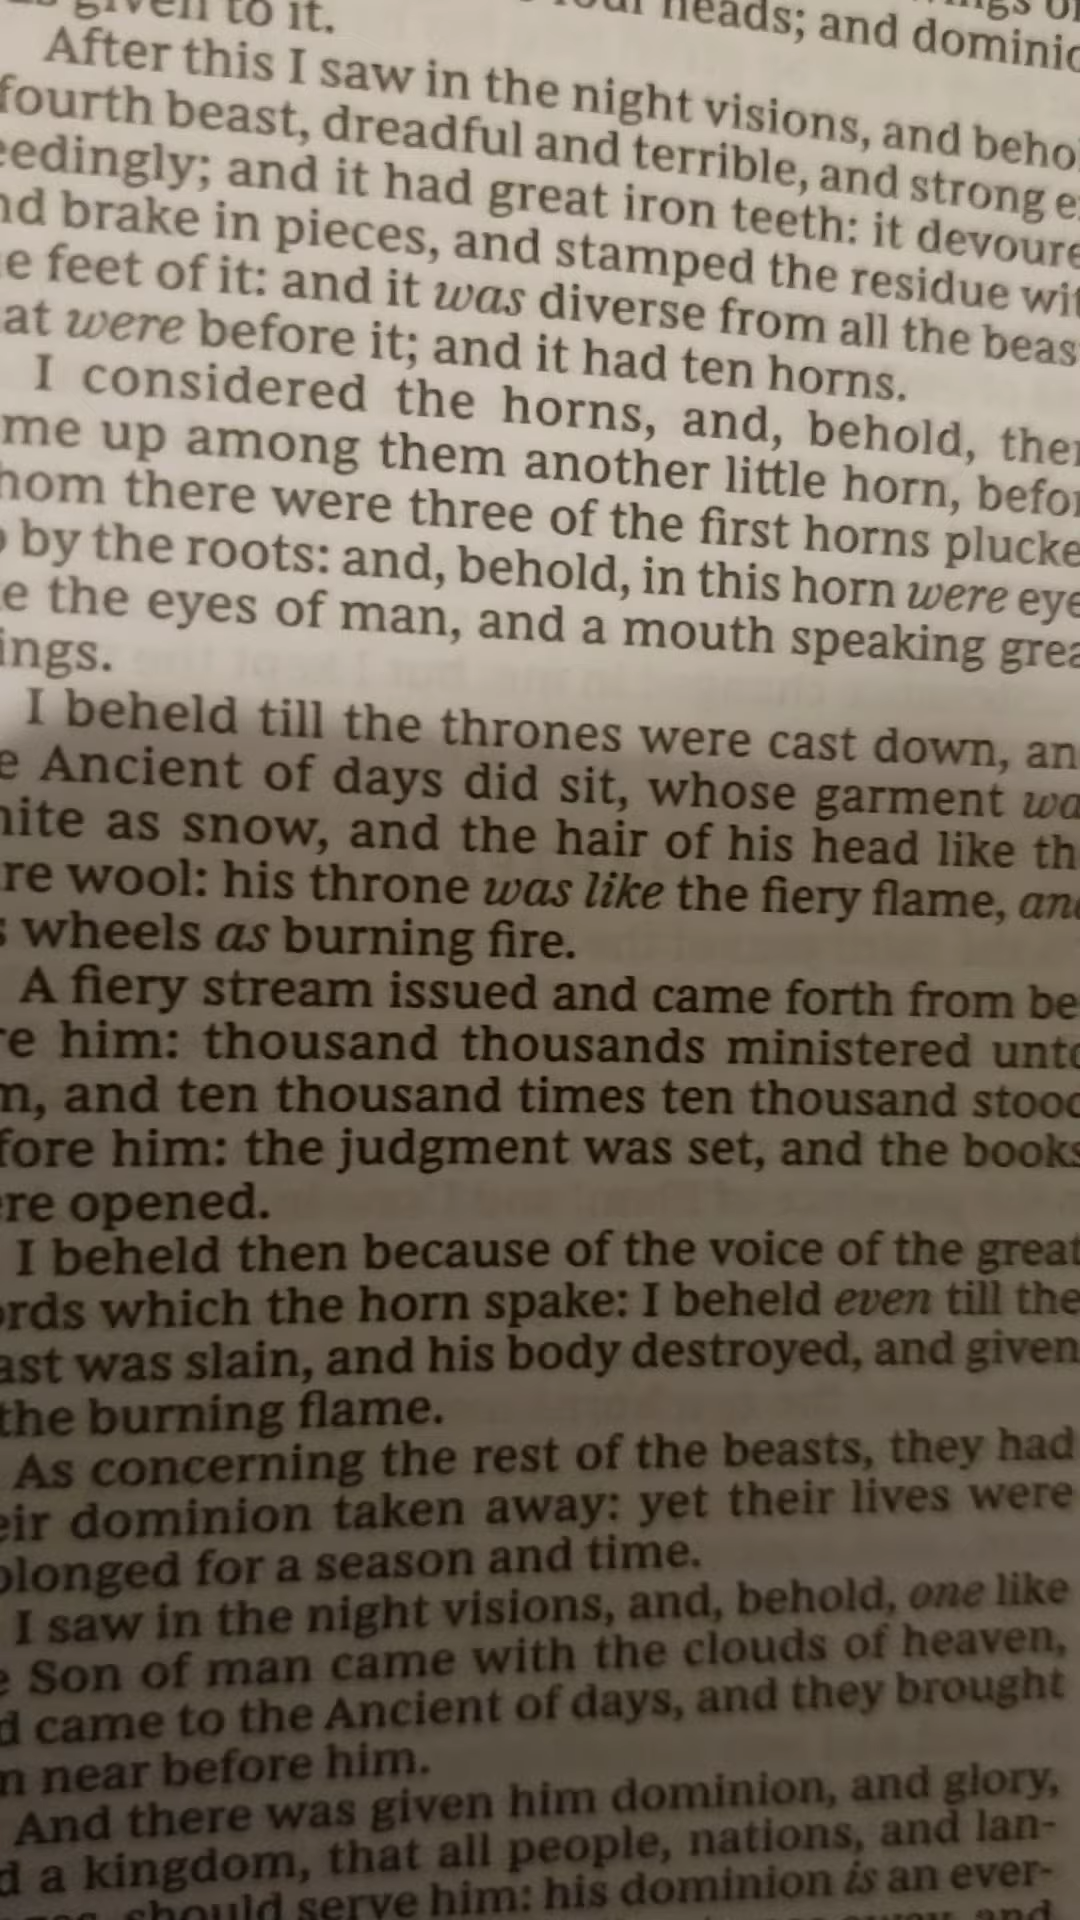 given to it.
heads; and dominio
After this I saw in the night visions, and behol
fourth beast, dreadful and terrible, and strong ex
eedingly; and it had great iron teeth: it devoure
nd brake in pieces, and stamped the residue wit
e feet of it: and it was diverse from all the beas
at were before it; and it had ten horns.
I considered the horns, and, behold, ther
me up among them another little horn, befor
hom there were three of the first horns plucke
by the roots: and, behold, in this horn were eye
e the eyes of man, and a mouth speaking grea
ings.
I beheld till the thrones were cast down, an
e Ancient of days did sit, whose garment wa
hite as snow, and the hair of his head like th
re wool: his throne was like the fiery flame, and
s wheels as burning fire.
A fiery stream issued and came forth from be-
re him: thousand thousands ministered unto
m, and ten thousand times ten thousand stood
fore him: the judgment was set, and the books
re opened.
I beheld then because of the voice of the great
ords which the horn spake: I beheld even till the
ast was slain, and his body destroyed, and given
the burning flame.
As concerning the rest of the beasts, they had
eir dominion taken away: yet their lives were
olonged for a season and time.
I saw in the night visions, and, behold, one like
e Son of man came with the clouds of heaven,
d came to the Ancient of days, and they brought
m near before him.
And there was given him dominion, and glory,
d a kingdom, that all people, nations, and lan-
should serve him: his dominion is an ever-
and